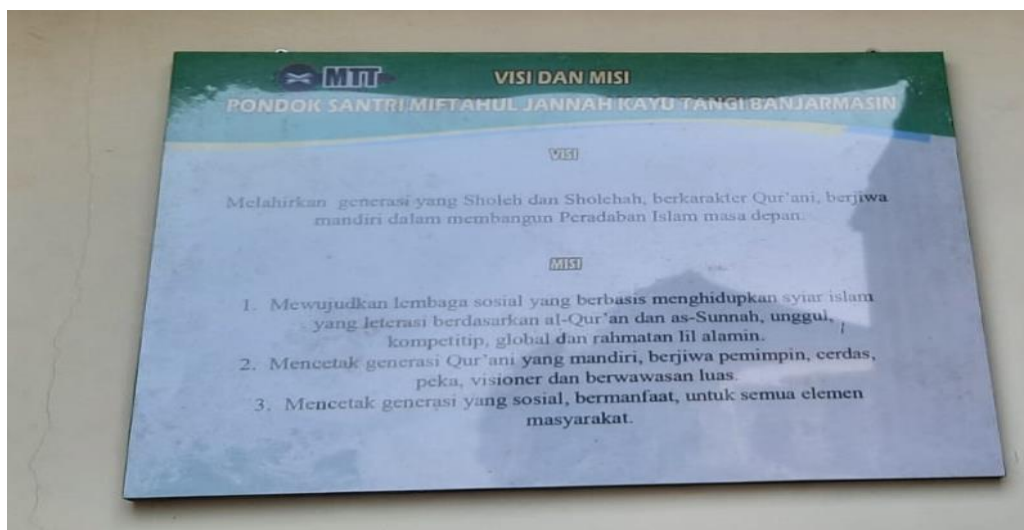 MTT
VISI DAN MISI
PONDOK SANTRI MIFTAHUL JANNAH KAYU TANGI BANJARMASIN
VISI
Melahirkan generasi yang Sholeh dan Sholehah, berkarakter Qur'ani, berjiwa
mandiri dalam membangun Peradaban Islam masa depan.
MISI
1. Mewujudkan lembaga sosial yang berbasis menghidupkan syiar islam
yang leterasi berdasarkan al-Qur'an dan as-Sunnah, unggul,
kompetitip, global dan rahmatan lil alamin.
2. Mencetak generasi Qur'ani yang mandiri, berjiwa pemimpin, cerdas,
peka, visioner dan berwawasan luas.
3. Mencetak generasi yang sosial, bermanfaat, untuk semua elemen
masyarakat.